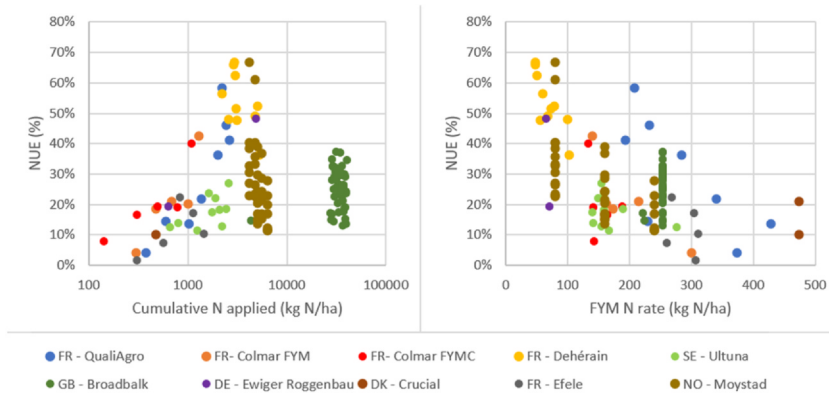 80%
70%
60%
50%
40%
30%
20%
10%
0%
NUE (%)
100
1000
10000
100000
Cumulative N applied (kg N/ha)
80%
70%
60%
50%
40%
30%
20%
10%
0%
NUE (%)
0
100
200
300
400
500
FYM N rate (kg N/ha)
FR - QualiAgro
FR- Colmar FYM
FR- Colmar FYMC
FR - Dehérain
SE - Ultuna
GB - Broadbalk
DE - Ewiger Roggenbau
DK - Crucial
FR - Efele
NO - Moystad